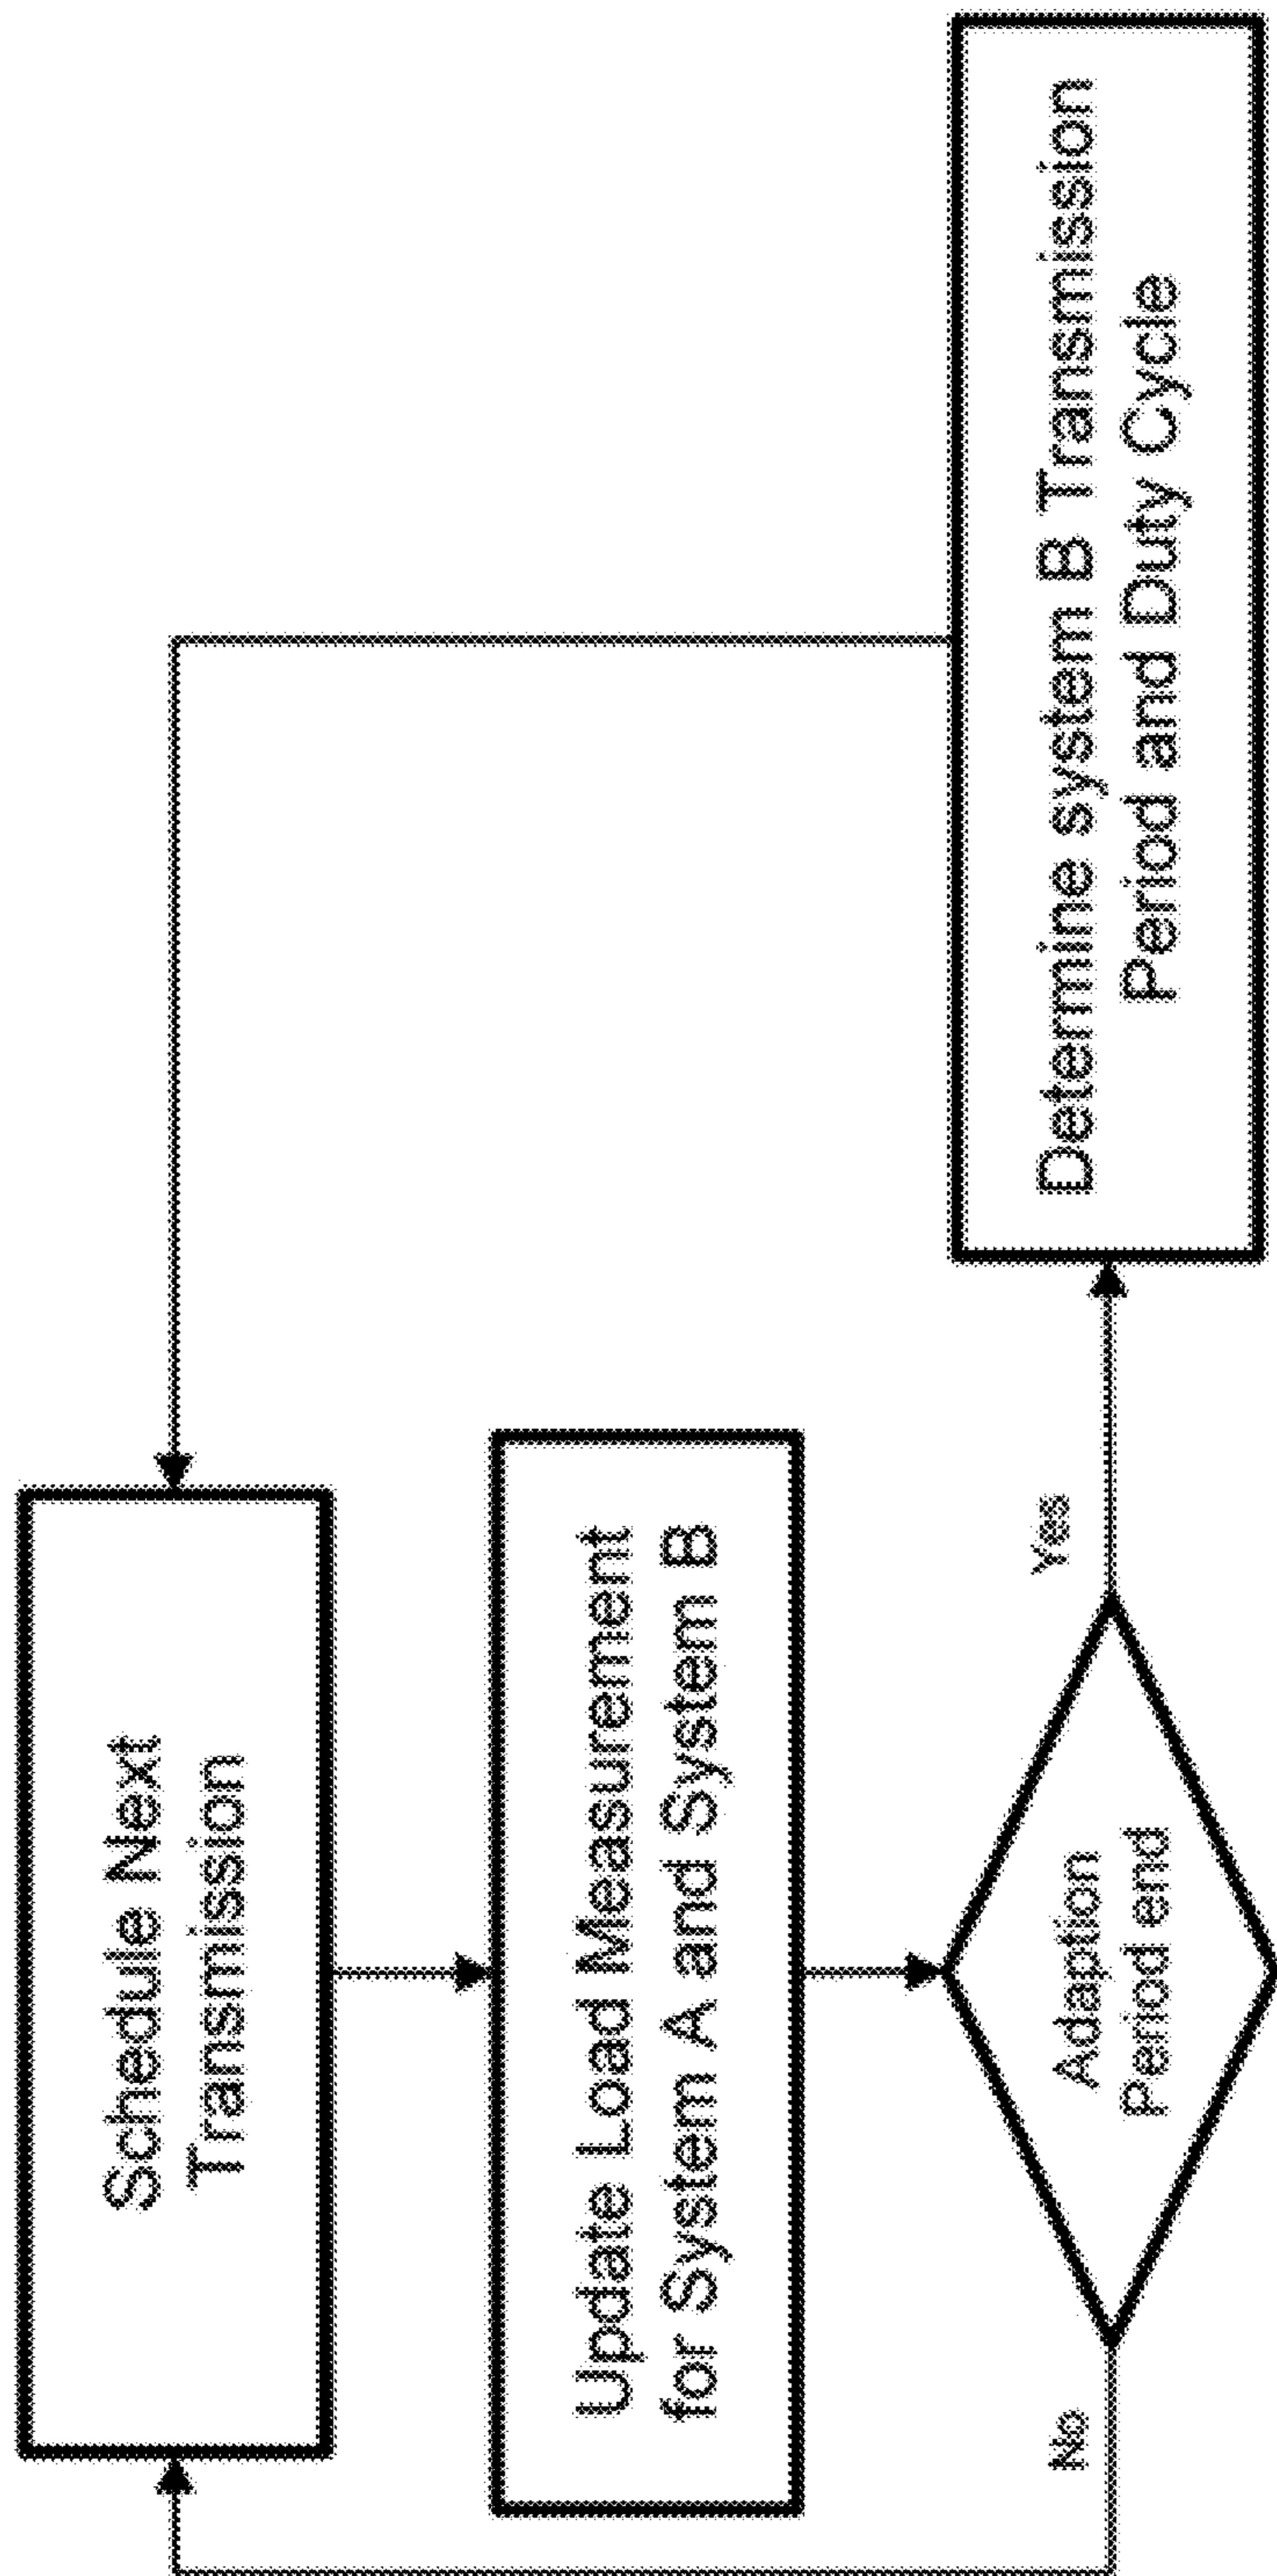 Schedule Next
Transmission
Update Load Measurement
for System A and System B
Adaption
Period end
No
Yes
Determine system B Transmission
Period and Duty Cycle